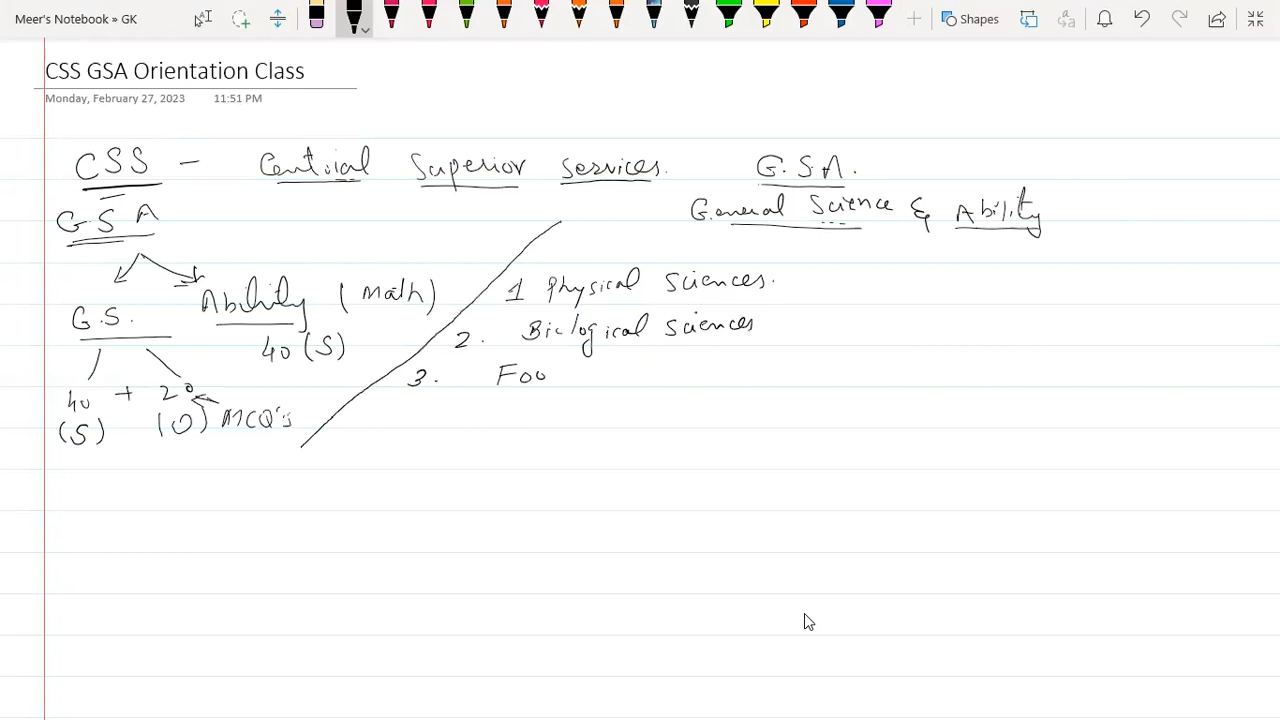 Meer's Notebook » GK
Shapes
CSS GSA Orientation Class
Monday, February 27, 2023 11:51 PM
CSS - Central Superior Services. G.S.A.
General Science & Ability
GSA
G.S. Ability (Math)
40 (S)
40 + 20
(S) (O) MCQ's
1 Physical Sciences.
2. Biological Sciences
3. Foo